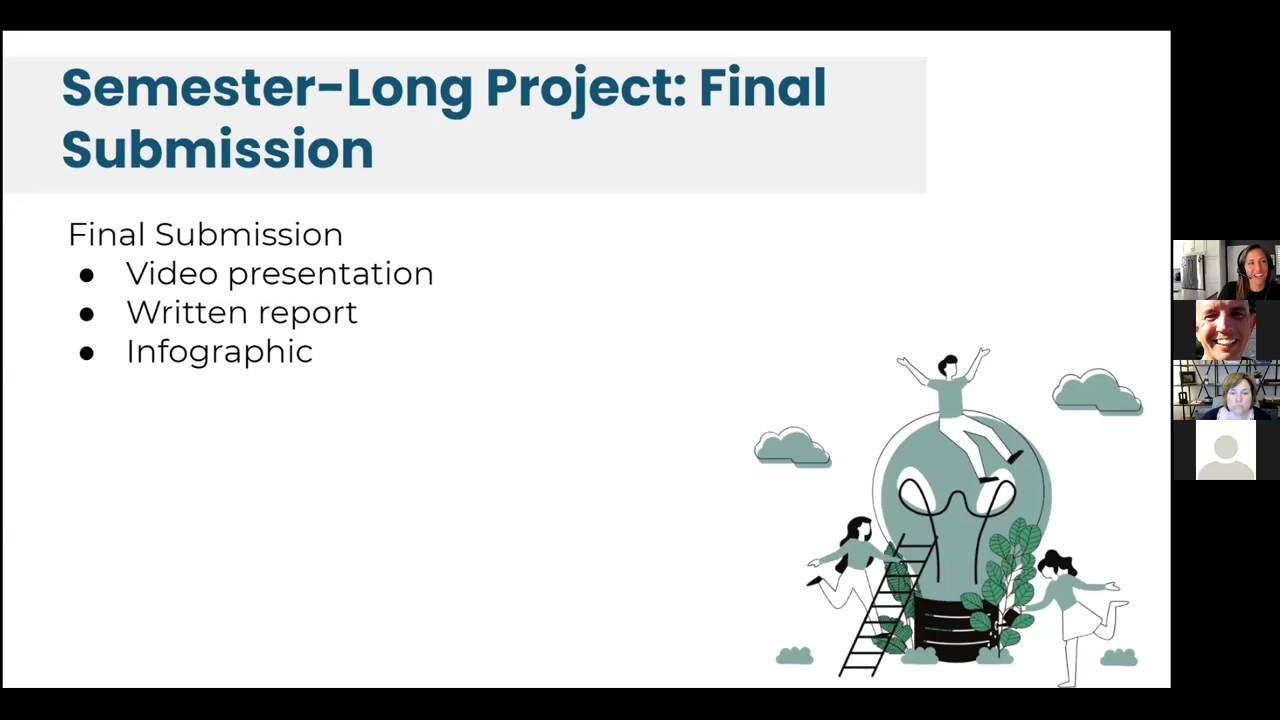 Semester-Long Project: Final
Submission
Final Submission
● Video presentation
● Written report
● Infographic